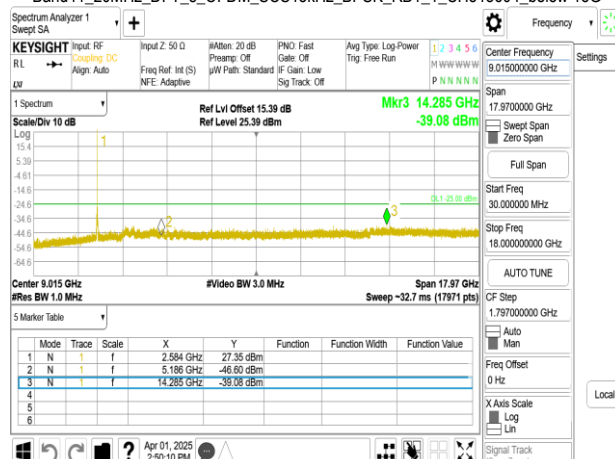 Spectrum Analyzer 1
Swept SA
Frequency
Settings
KEYSIGHT
RL
Input: RF
Coupling: DC
Align: Auto
Input Z: 50 Ω
Freq Ref: Int (S)
NFE: Adaptive
#Atten: 20 dB
Preamp: Off
µW Path: Standard
PNO: Fast
Gate: Off
IF Gain: Low
Sig Track: Off
Avg Type: Log-Power
Trig: Free Run
1 2 3 4 5 6
M W W W W W
P N N N N N
1 Spectrum
Scale/Div 10 dB
Log
Ref Lvl Offset 15.39 dB
Ref Level 25.39 dBm
Mkr3 14.285 GHz
-39.08 dBm
15.4
5.39
-4.61
-14.6
-24.6
-34.6
-44.6
-54.6
-64.6
1
2
3
DL1 -25.00 dBm
Center 9.015 GHz
#Res BW 1.0 MHz
#Video BW 3.0 MHz
Span 17.97 GHz
Sweep ~32.7 ms (17971 pts)
5 Marker Table
Mode Trace Scale X Y Function Function Width Function Value
1 N 1 f 2.584 GHz 27.35 dBm
2 N 1 f 5.186 GHz -46.60 dBm
3 N 1 f 14.285 GHz -39.08 dBm
4
5
6
Center Frequency
9.015000000 GHz
Span
17.9700000 GHz
Swept Span
Zero Span
Full Span
Start Freq
30.000000 MHz
Stop Freq
18.000000000 GHz
AUTO TUNE
CF Step
1.797000000 GHz
Auto
Man
Freq Offset
0 Hz
X Axis Scale
Log
Lin
Signal Track
Local
Apr 01, 2025
2:50:10 PM